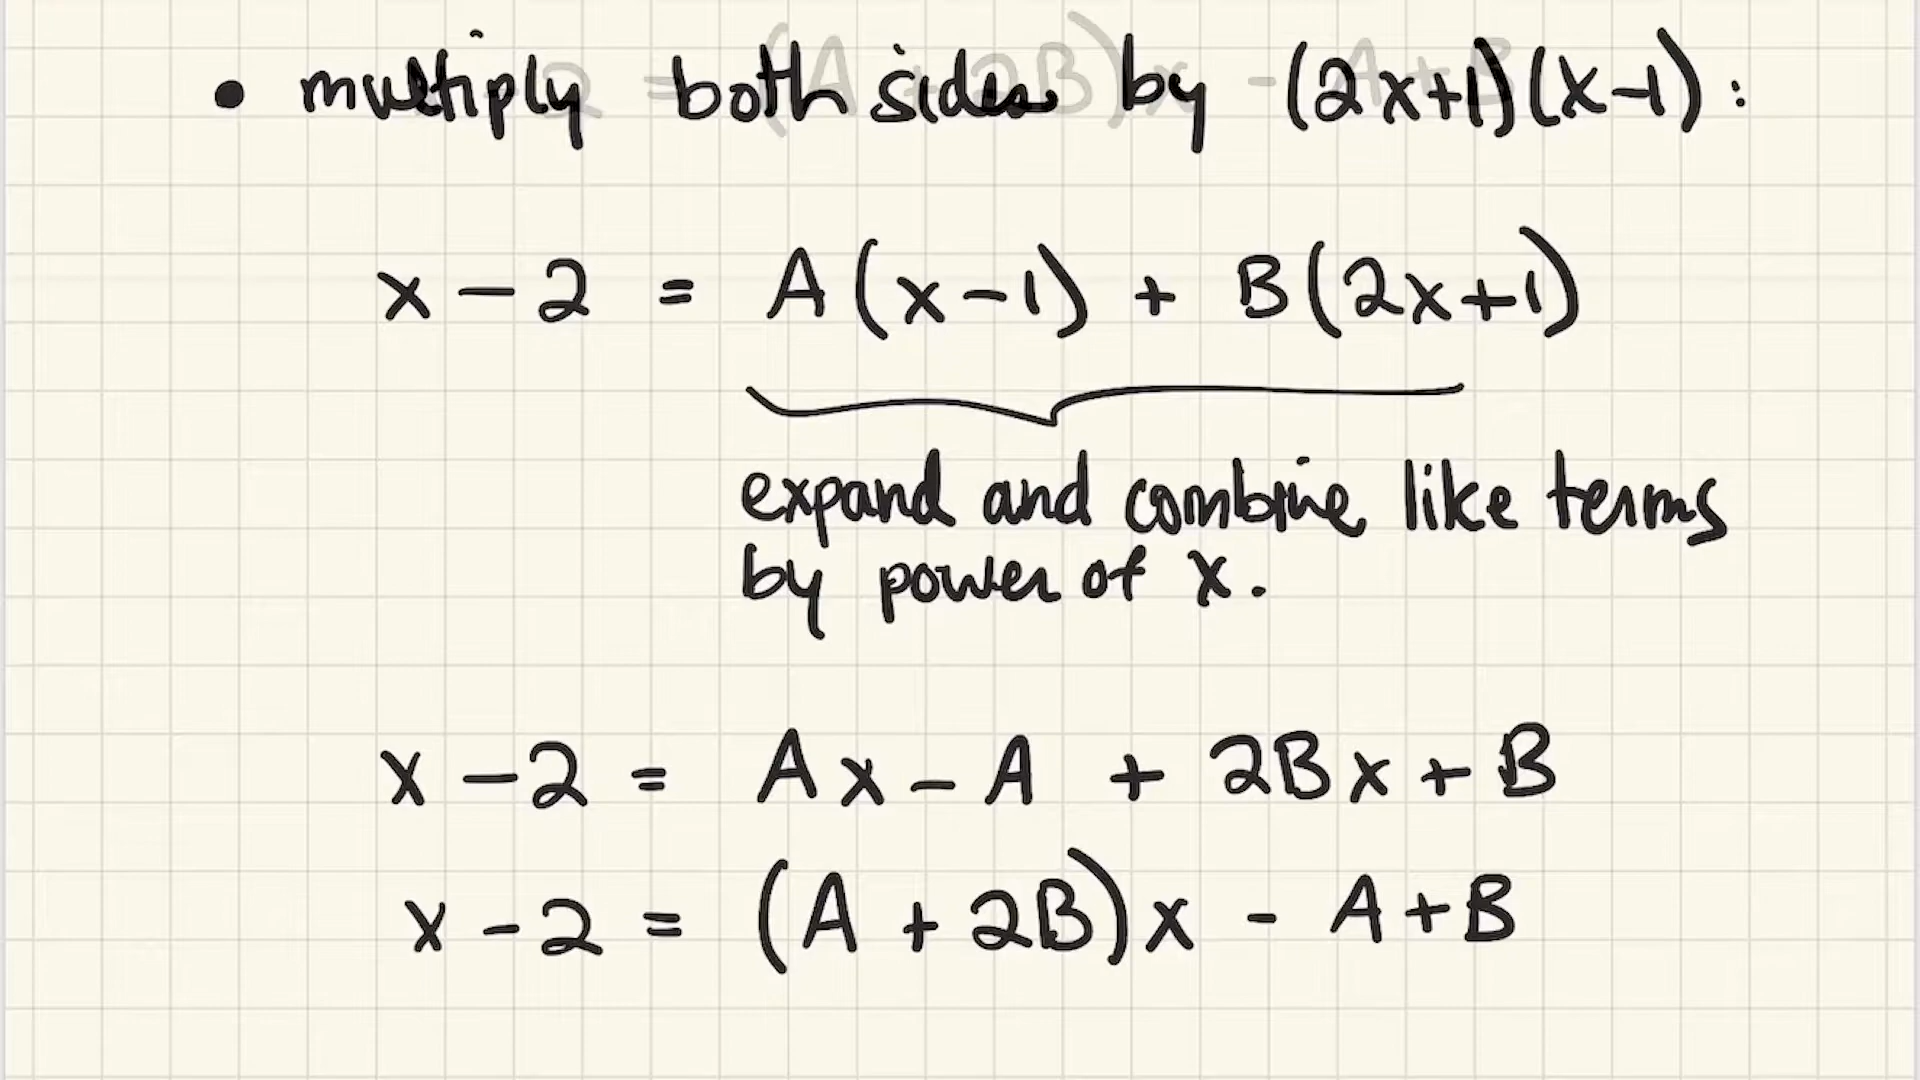 • multiply both sides by (2x+1)(x-1):
x - 2 = A(x-1) + B(2x+1)
expand and combine like terms
by power of x.
x - 2 = Ax - A + 2Bx + B
x - 2 = (A + 2B)x - A + B